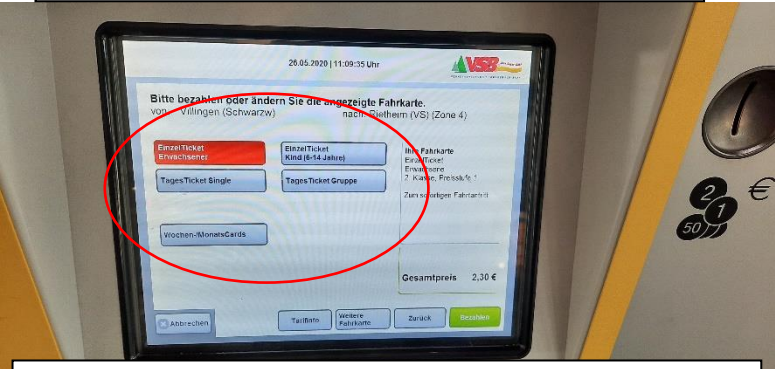 26.05.2020 | 11:09:35 Uhr
VSB
Bitte bezahlen oder ändern Sie die angezeigte Fahrkarte.
von Villingen (Schwarzw) nach Rietheim (VS) (Zone 4)
EinzelTicket
Erwachsener
EinzelTicket
Kind (6-14 Jahre)
TagesTicket Single
TagesTicket Gruppe
Wochen-/MonatsCards
Ihre Fahrkarte
EinzelTicket
Erwachsene
2. Klasse, Preisstufe
Zum sofortigen Fahrtantritt
Gesamtpreis 2,30 €
Abbrechen
Tarifinfo
Weitere
Fahrkarte
Zurück
Bezahlen
2
1
50
€